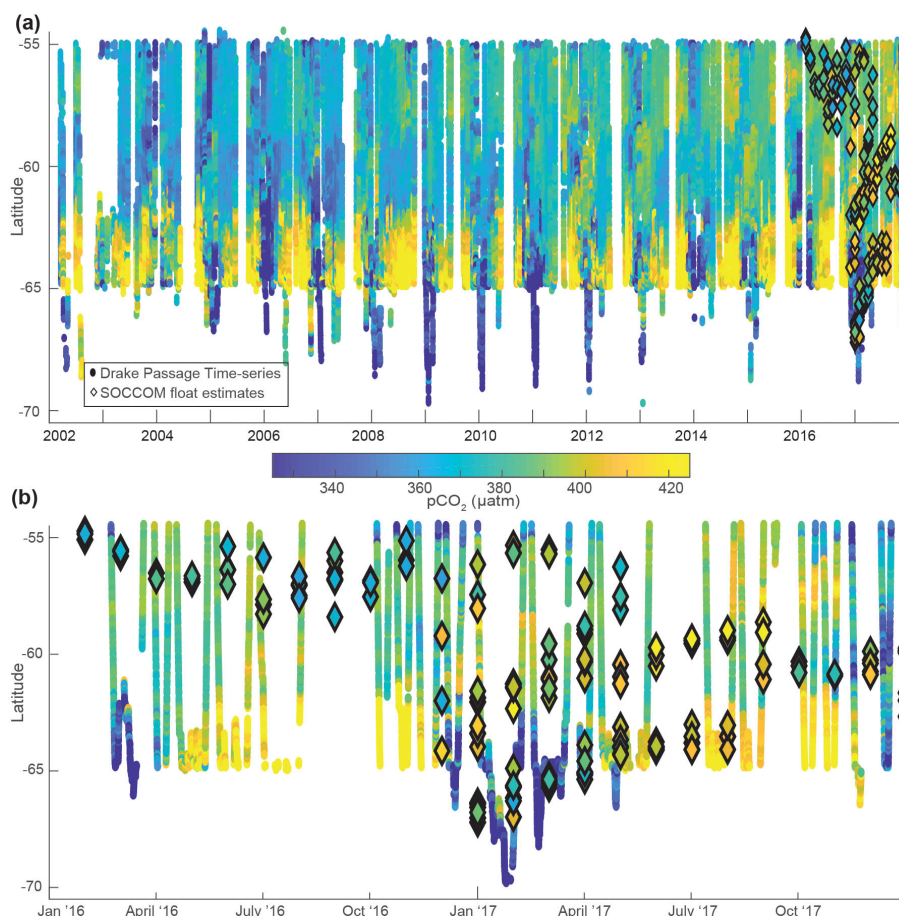 (a)
-55
-60
-65
-70
Latitude
Drake Passage Time-series
SOCCOM float estimates
2002 2004 2006 2008 2010 2012 2014 2016
340 360 380 400 420
pCO₂ (µatm)
(b)
-55
-60
-65
-70
Latitude
Jan '16 April '16 July '16 Oct '16 Jan '17 April '17 July '17 Oct '17